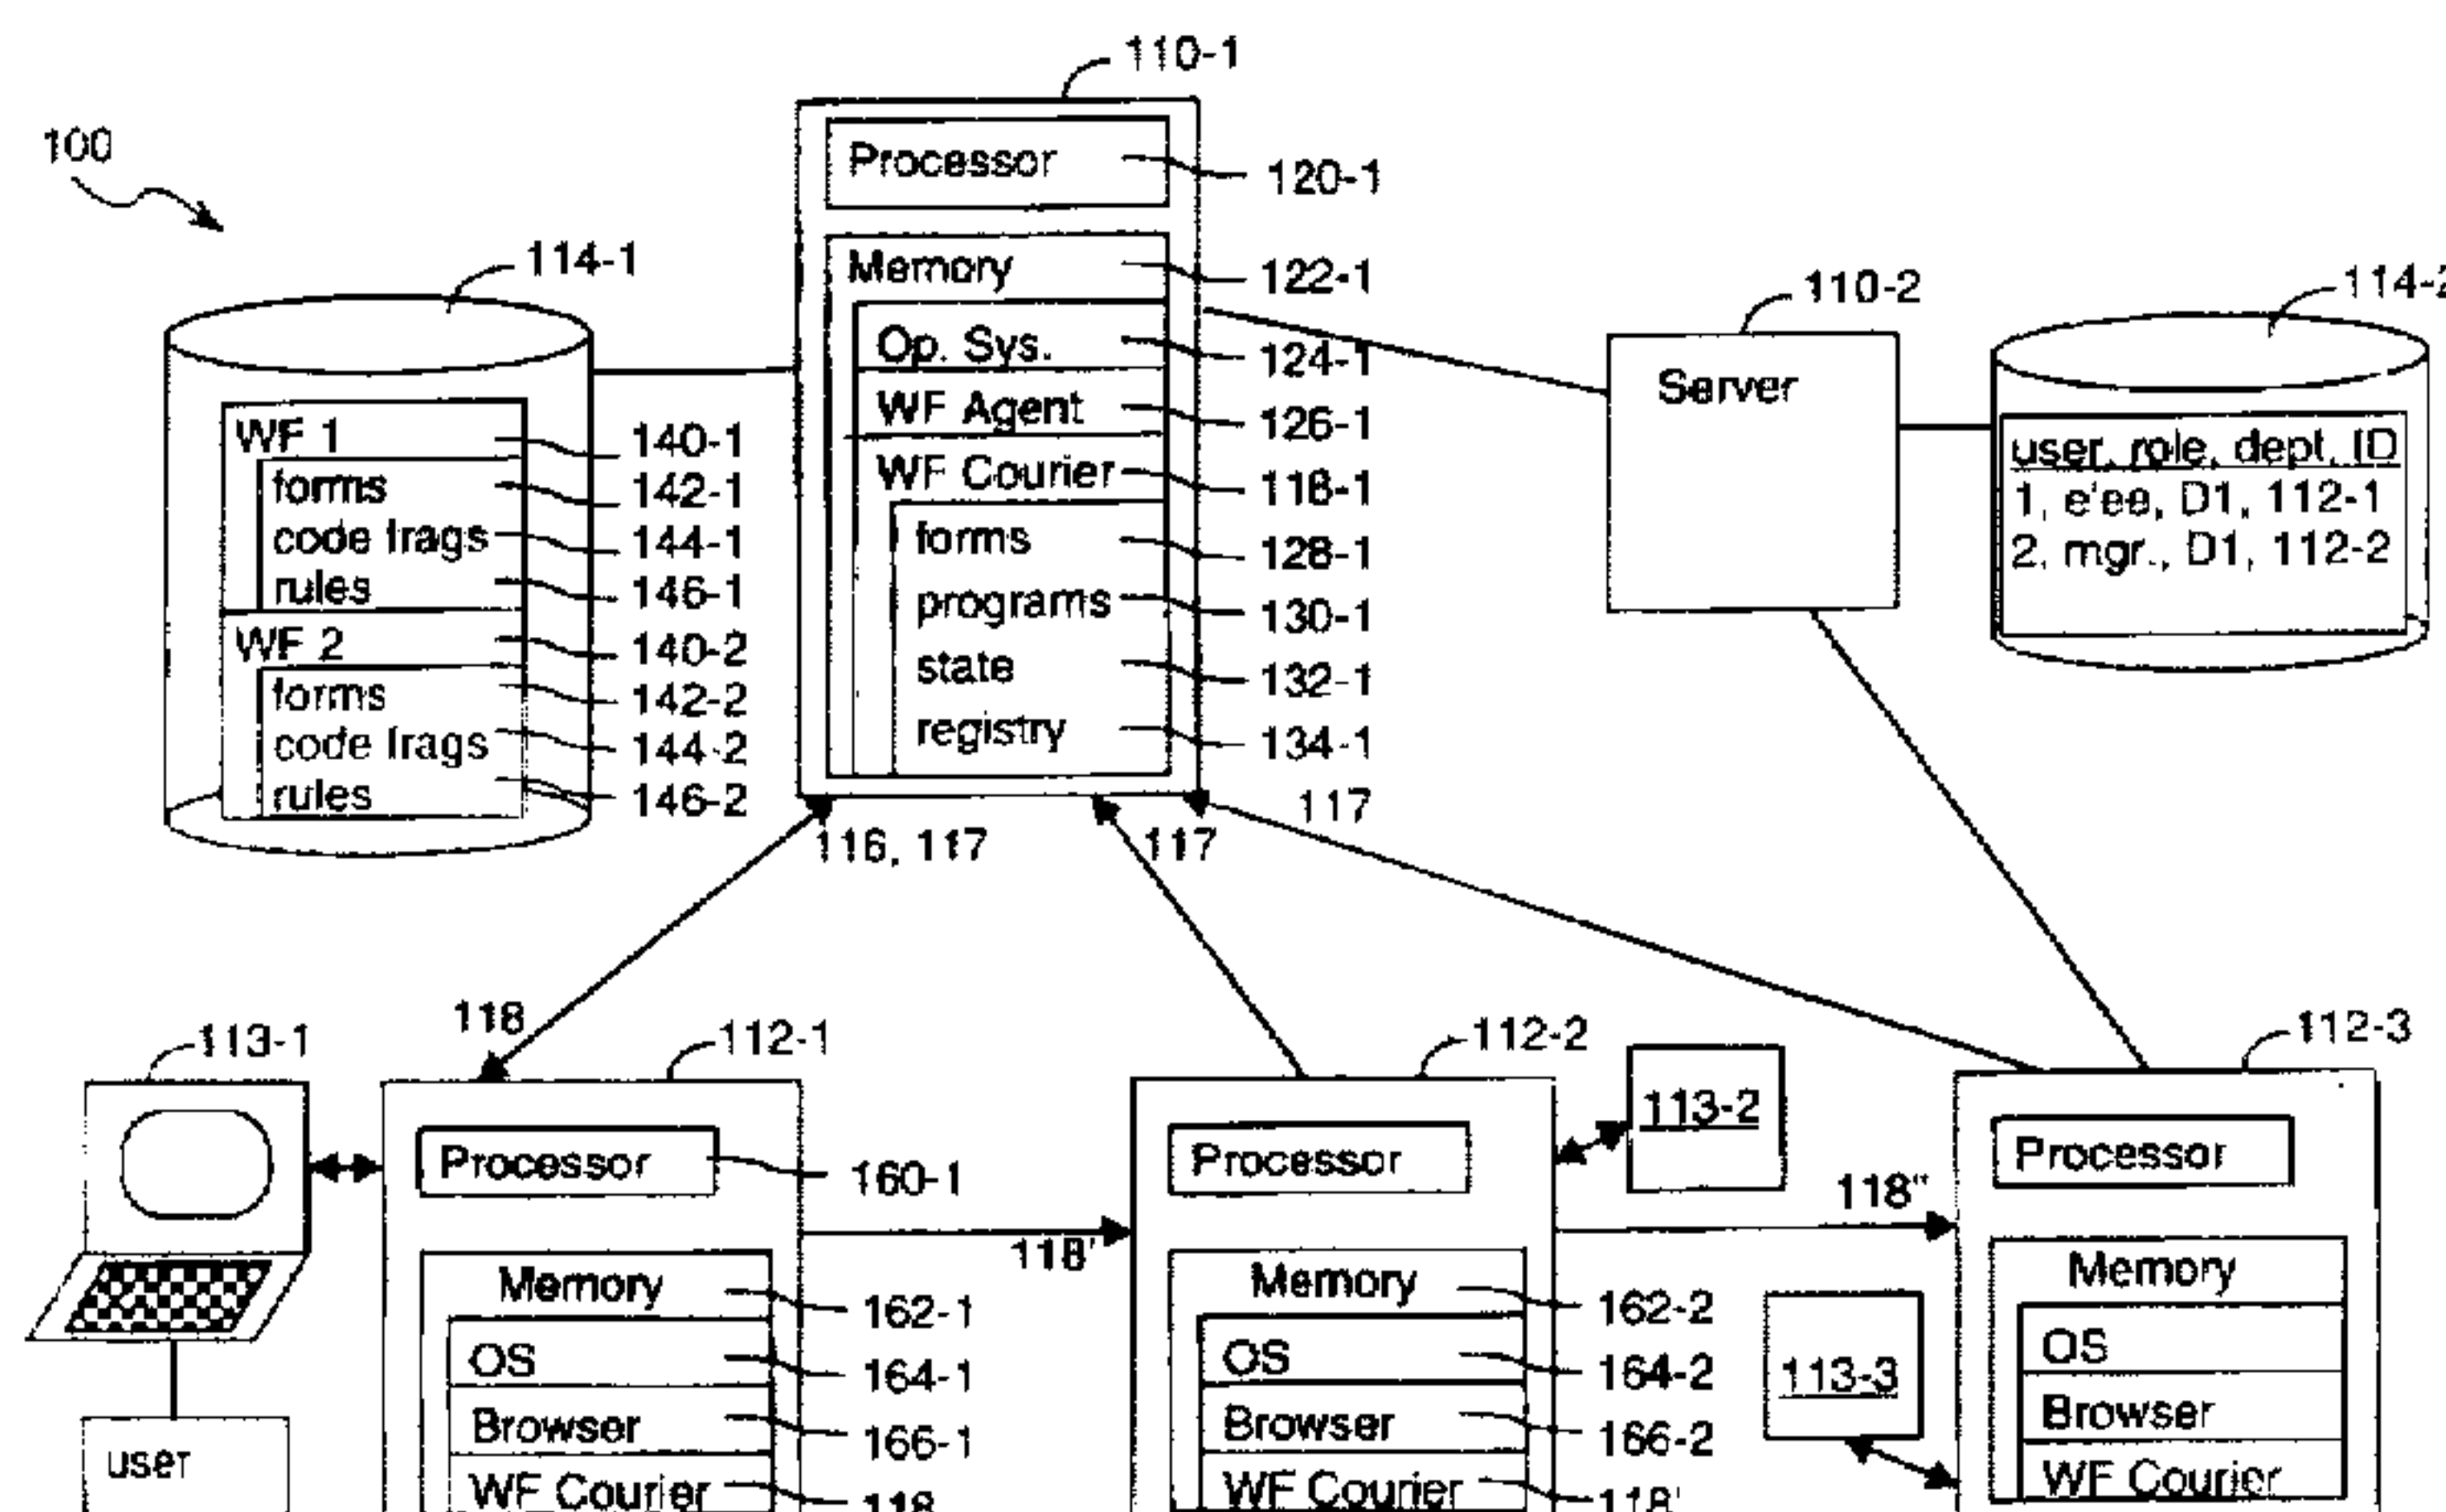 110-1
100
Processor
120-1
114-1
Memory
122-1
110-2
114-2
Op. Sys.
124-1
Server
WF Agent
126-1
WF 1
140-1
user, role, dept, ID
forms
142-1
WF Courier
118-1
1, e'ee, D1, 112-1
code frags
144-1
forms
128-1
2, mgr., D1, 112-2
rules
146-1
programs
130-1
WF 2
140-2
state
132-1
forms
142-2
registry
134-1
code frags
144-2
rules
146-2
117
116, 117
117
118
113-1
112-1
112-2
112-3
113-2
Processor
160-1
Processor
Processor
118'
118"
Memory
162-1
Memory
162-2
Memory
OS
164-1
OS
164-2
113-3
OS
Browser
166-1
Browser
166-2
Browser
user
WF Courier
118
WF Courier
118'
WF Courier